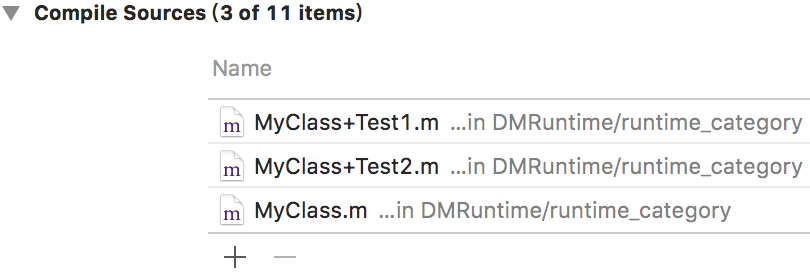 Compile Sources (3 of 11 items)
Name
m MyClass+Test1.m ...in DMRuntime/runtime_category
m MyClass+Test2.m ...in DMRuntime/runtime_category
m MyClass.m ...in DMRuntime/runtime_category